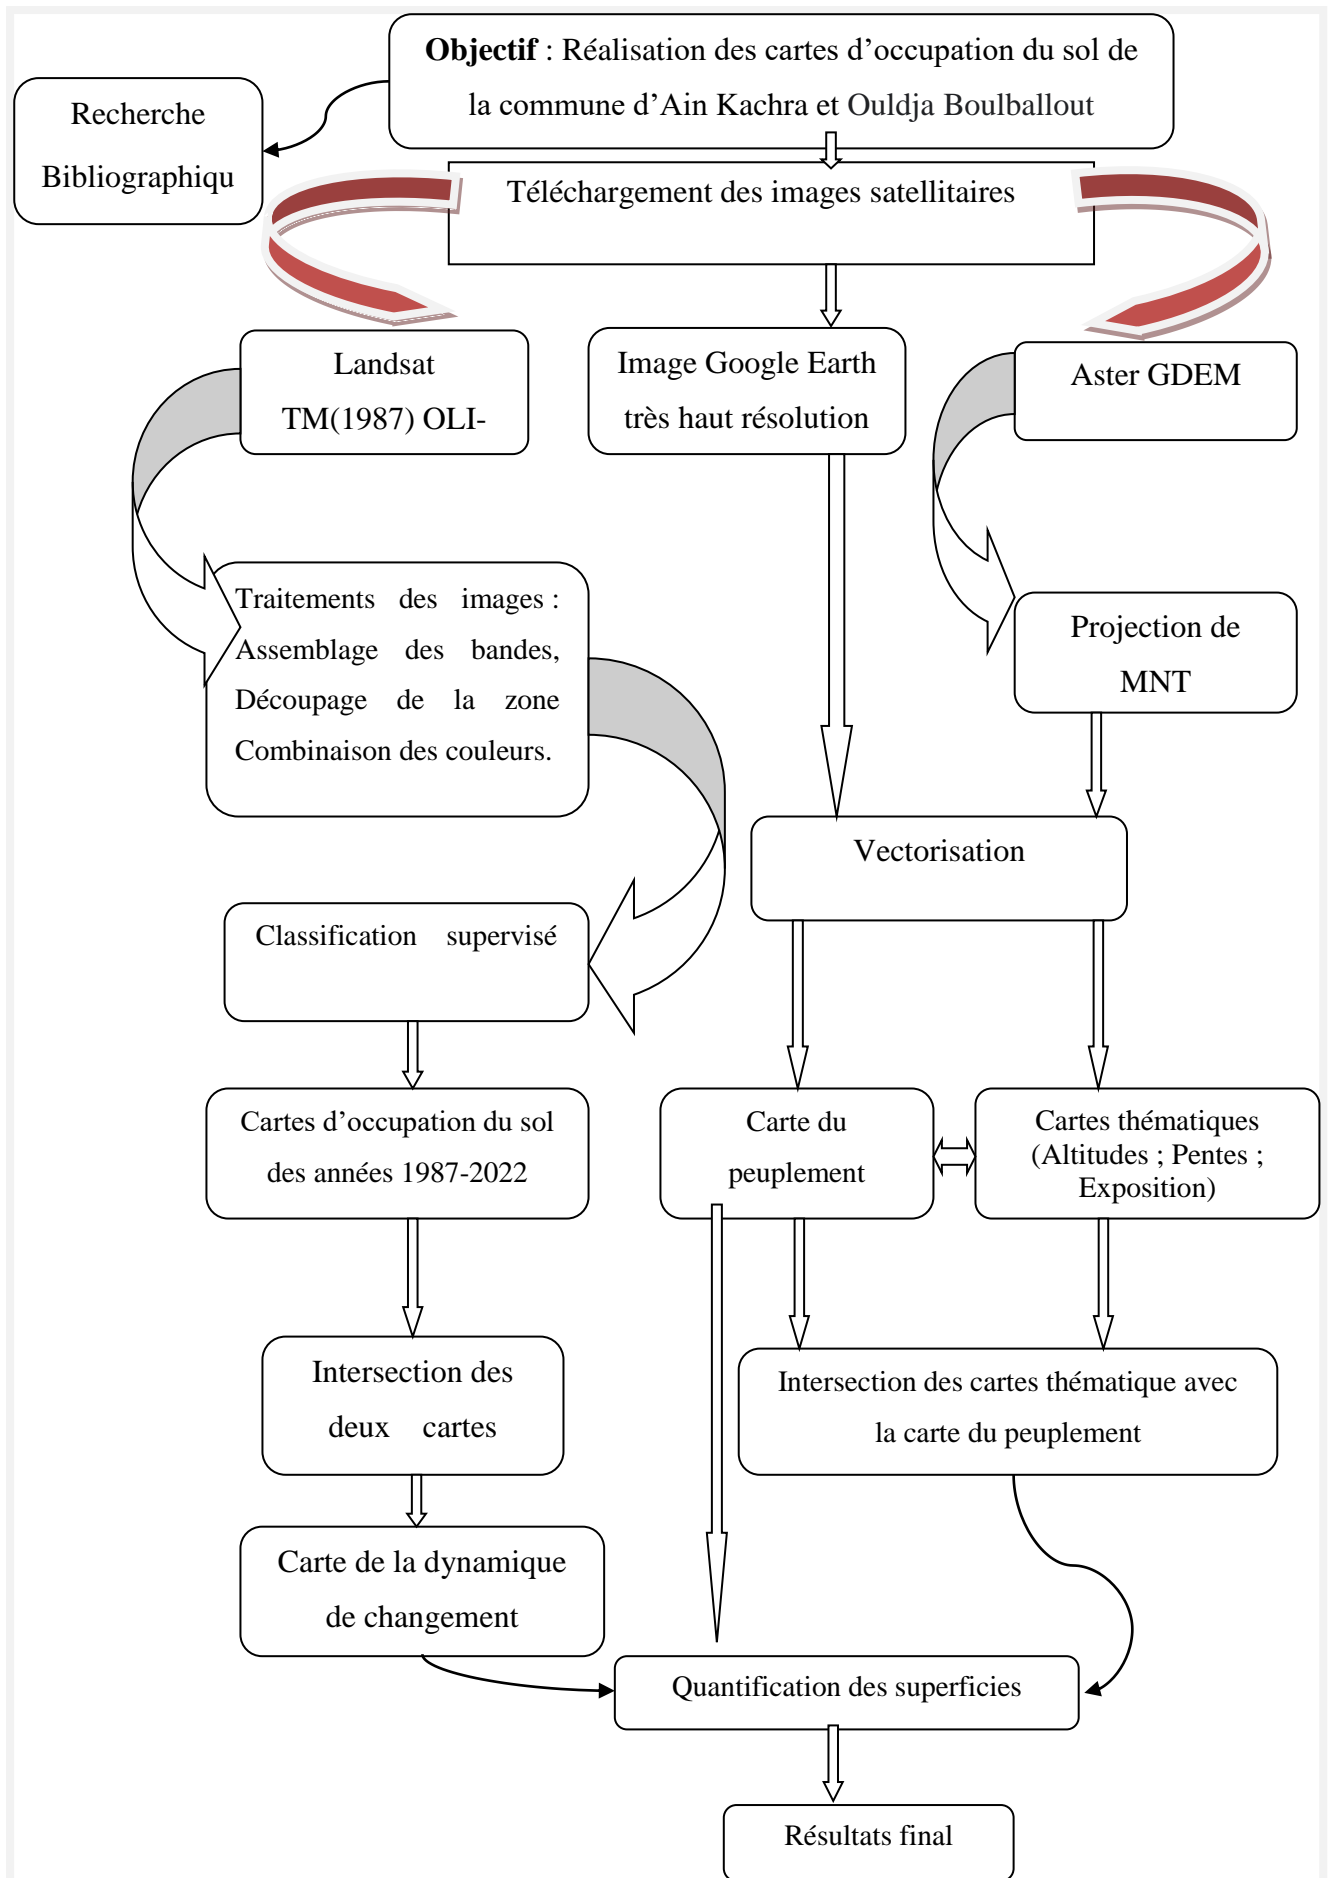 Objectif : Réalisation des cartes d’occupation du sol de
la commune d’Ain Kachra et Ouldja Boulballout
Recherche
Bibliographiqu
Téléchargement des images satellitaires
Landsat
TM(1987) OLI-
Image Google Earth
très haut résolution
Aster GDEM
Traitements des images :
Assemblage des bandes,
Découpage de la zone
Combinaison des couleurs.
Projection de
MNT
Vectorisation
Classification supervisé
Cartes d’occupation du sol
des années 1987-2022
Carte du
peuplement
Cartes thématiques
(Altitudes ; Pentes ;
Exposition)
Intersection des
deux cartes
Intersection des cartes thématique avec
la carte du peuplement
Carte de la dynamique
de changement
Quantification des superficies
Résultats final